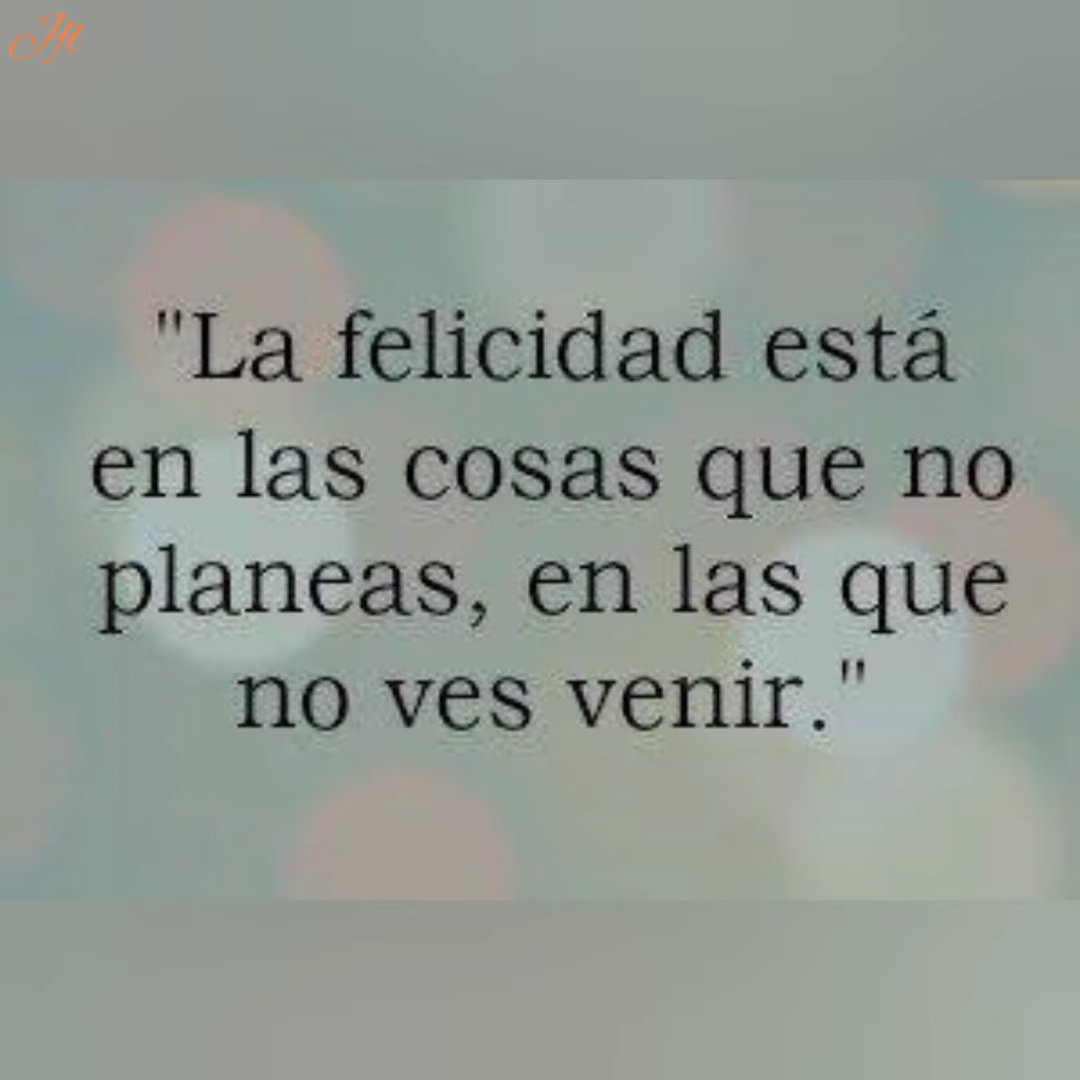 "La felicidad está
en las cosas que no
planeas, en las que
no ves venir."